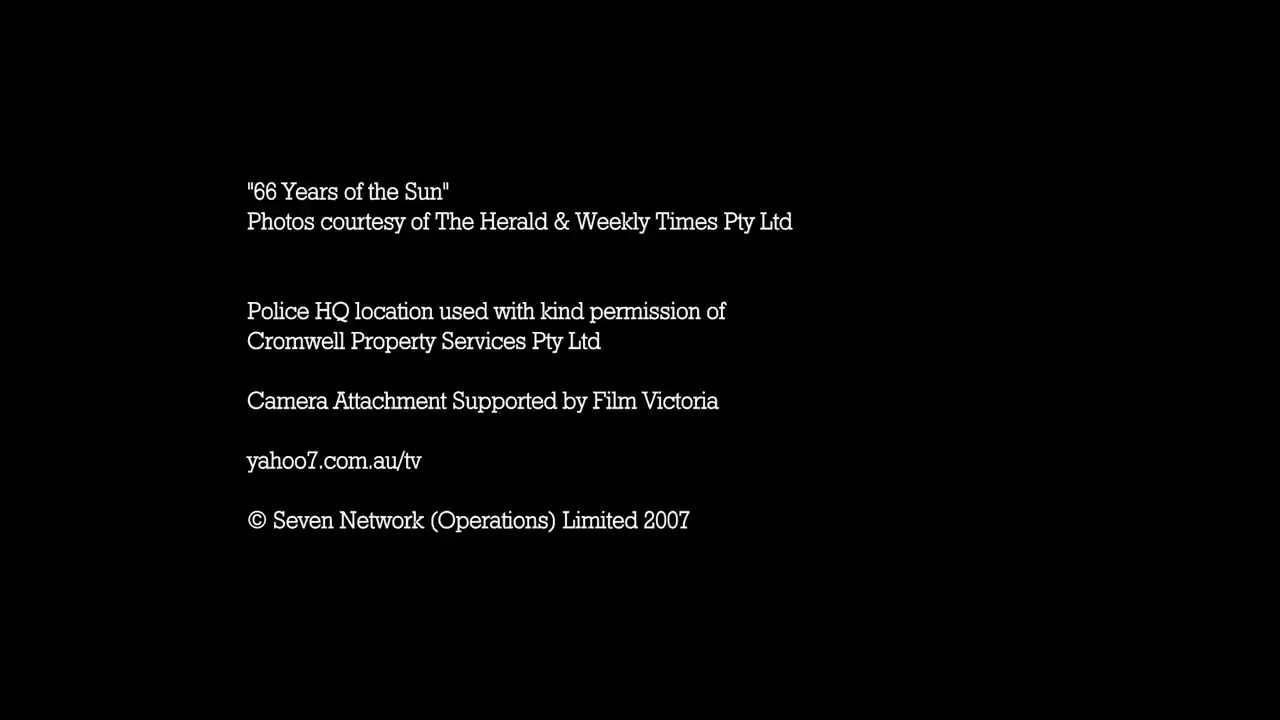 "66 Years of the Sun"
Photos courtesy of The Herald & Weekly Times Pty Ltd
Police HQ location used with kind permission of
Cromwell Property Services Pty Ltd
Camera Attachment Supported by Film Victoria
yahoo7.com.au/tv
© Seven Network (Operations) Limited 2007